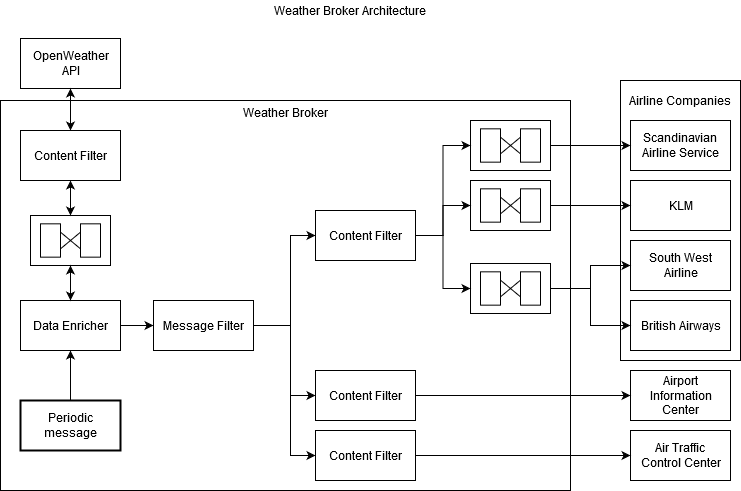 Weather Broker Architecture
OpenWeather
API
Weather Broker
Airline Companies
Content Filter
Scandinavian
Airline Service
KLM
Content Filter
South West
Airline
Data Enricher
Message Filter
British Airways
Content Filter
Airport
Information
Center
Periodic
message
Content Filter
Air Traffic
Control Center